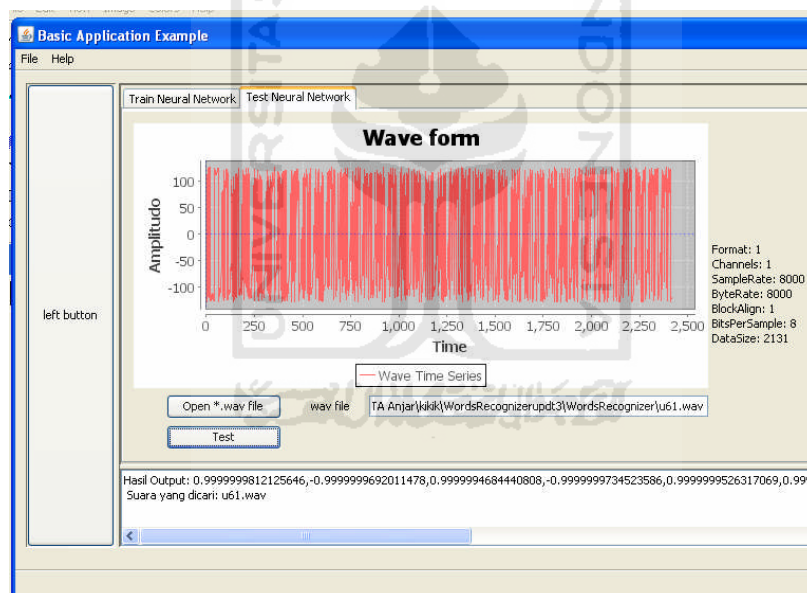 Basic Application Example
File Help
Train Neural Network Test Neural Network
Wave form
Amplitudo
100
50
0
-50
-100
0 250 500 750 1,000 1,250 1,500 1,750 2,000 2,250 2,500
Time
Wave Time Series
Format: 1
Channels: 1
SampleRate: 8000
ByteRate: 8000
BlockAlign: 1
BitsPerSample: 8
DataSize: 2131
left button
Open *.wav file wav file TA Anjar\kikik\WordsRecognizerupdt3\WordsRecognizer\u61.wav
Test
Hasil Output: 0.9999999812125646,-0.9999999692011478,0.9999994684440808,-0.9999999734523586,0.9999999526317069,0.99
Suara yang dicari: u61.wav